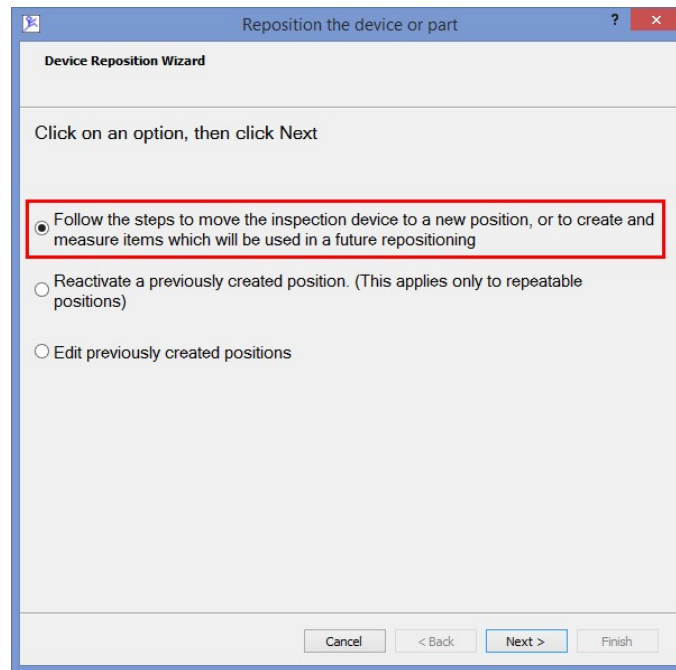 Reposition the device or part
?
Device Reposition Wizard
Click on an option, then click Next
Follow the steps to move the inspection device to a new position, or to create and
measure items which will be used in a future repositioning
Reactivate a previously created position. (This applies only to repeatable
positions)
Edit previously created positions
Cancel
< Back
Next >
Finish